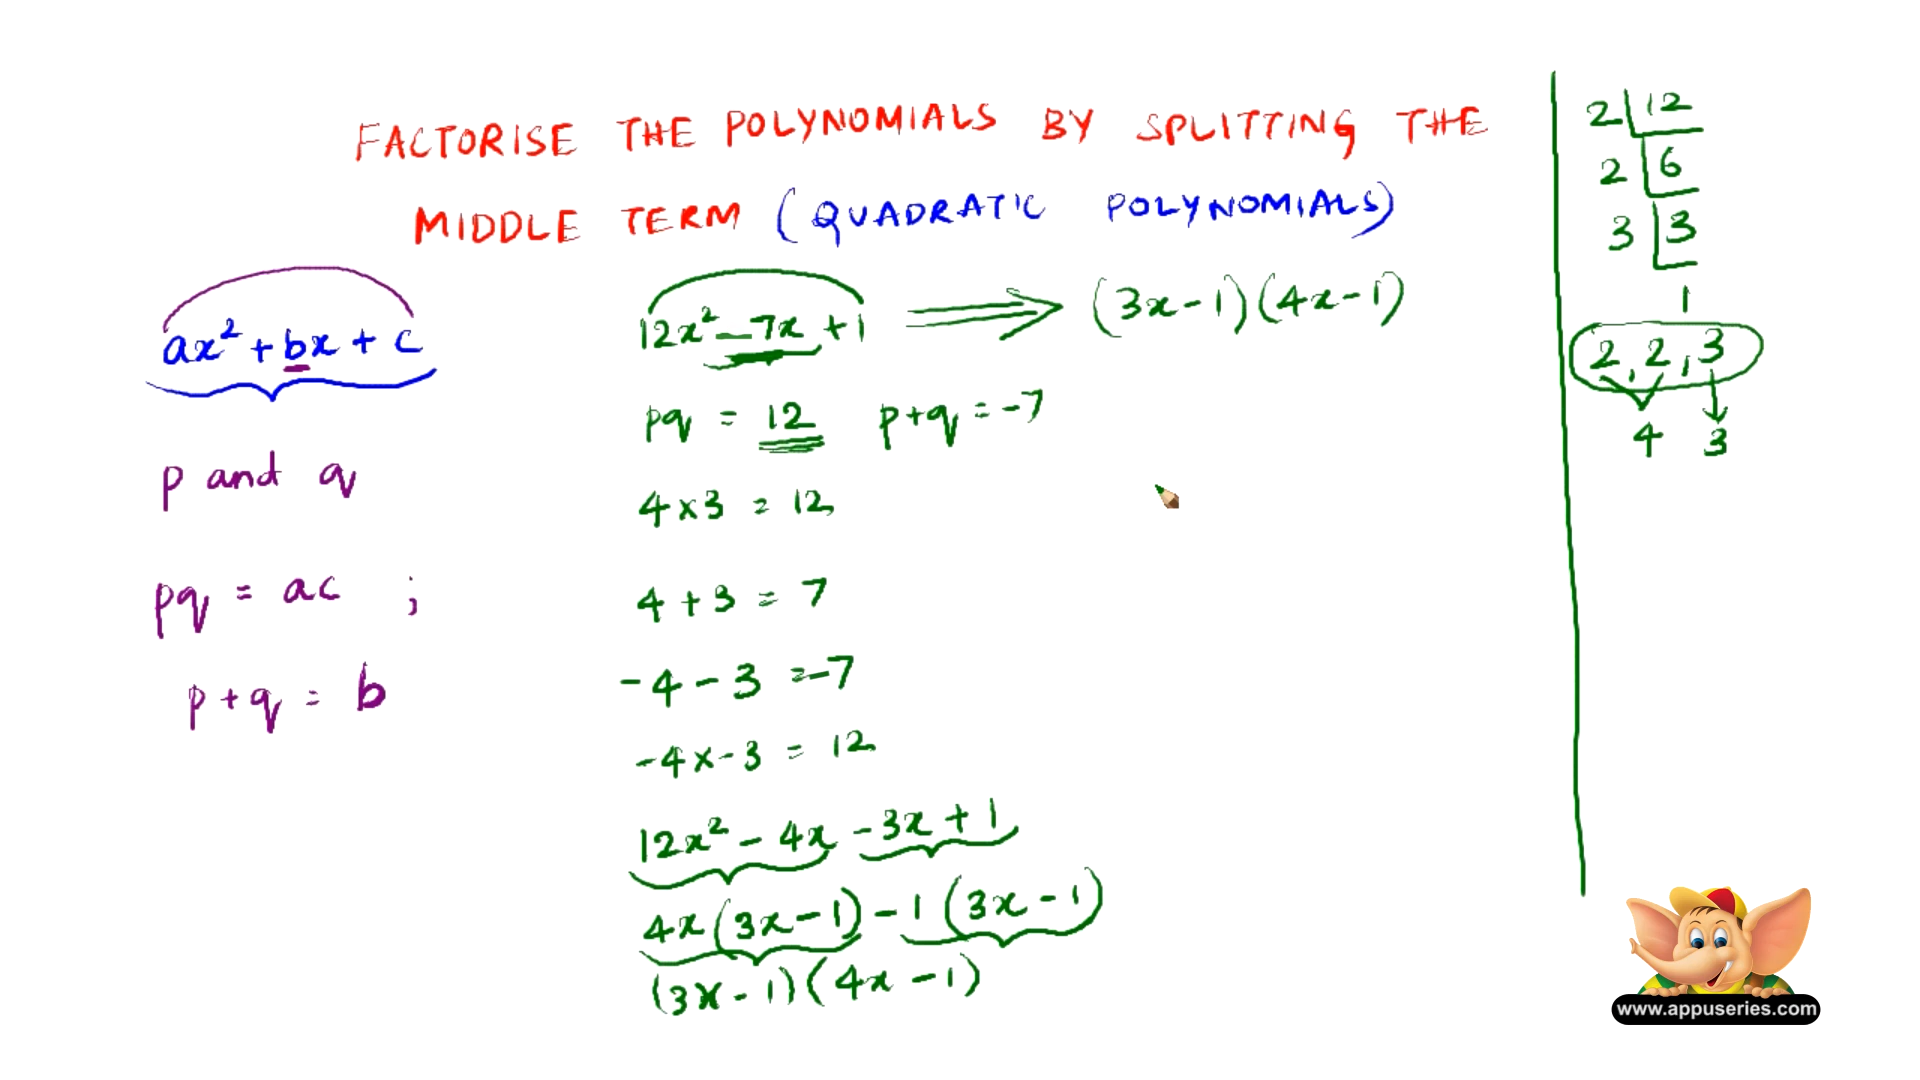 FACTORISE THE POLYNOMIALS BY SPLITTING THE
MIDDLE TERM (QUADRATIC POLYNOMIALS)
ax² + bx + c
p and q
pq = ac ;
p + q = b
12x² - 7x + 1 ⟹ (3x - 1)(4x - 1)
pq = 12 p + q = -7
4 × 3 = 12
4 + 3 = 7
-4 - 3 = -7
-4 × -3 = 12
12x² - 4x - 3x + 1
4x(3x - 1) - 1(3x - 1)
(3x - 1)(4x - 1)
2 | 12
2 | 6
3 | 3
1
2, 2, 3
4 3
www.appuseries.com